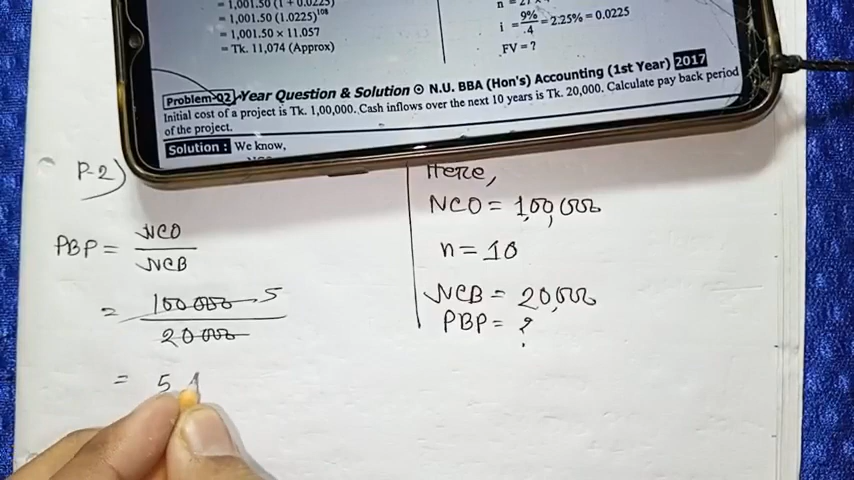 = 1,001.50 (1 + 0.0225)
= 1,001.50 (1.0225)¹⁰⁸
= 1,001.50 × 11.057
= Tk. 11,074 (Approx)
i = 9%/.4 = 2.25% = 0.0225
FV = ?
Problem-02 Year Question & Solution ⊙ N.U. BBA (Hon's) Accounting (1st Year) 2017
Initial cost of a project is Tk. 1,00,000. Cash inflows over the next 10 years is Tk. 20,000. Calculate pay back period
of the project.
Solution : We know,
P-2)
PBP = NCO/NCB
= 100000 5/20000
= 5
Here,
NCO = 1,00,000
n = 10
NCB = 20,000
PBP = ?